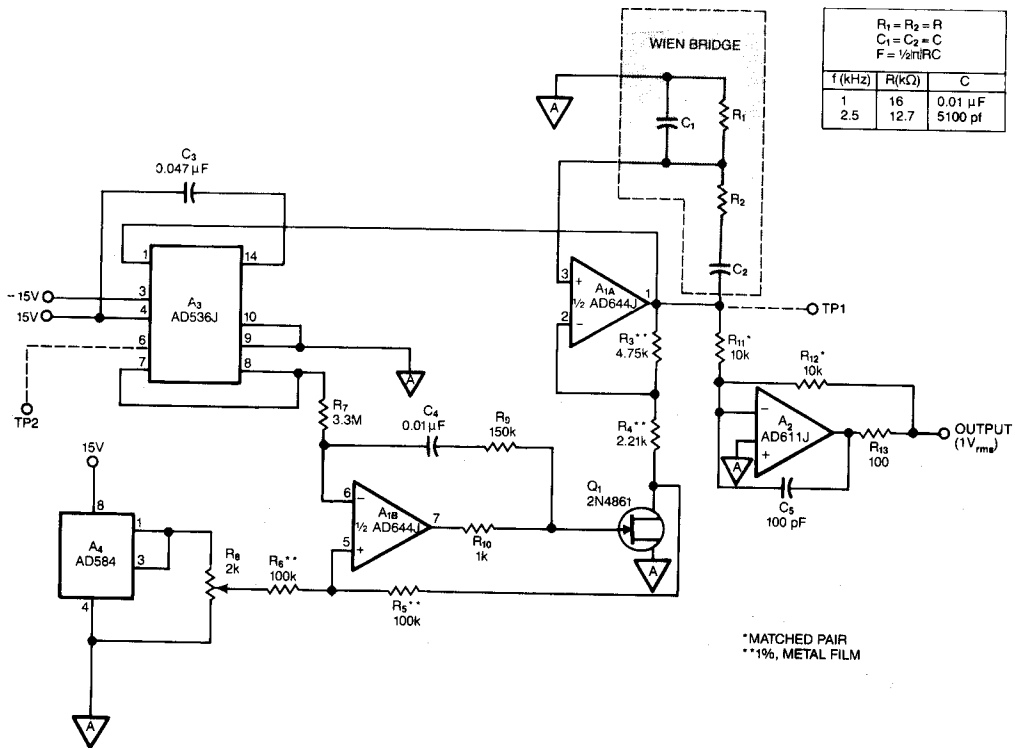 WIEN BRIDGE
R₁ = R₂ = R
C₁ = C₂ = C
F = ½|π|RC
f (kHz) R(kΩ) C
1 16 0.01 µF
2.5 12.7 5100 pf
A
C₁
R₁
R₂
C₂
C₃
0.047 µF
1
14
3
4
6
7
10
9
8
A₃
AD536J
-15V
15V
TP2
A
3
+
A₁A
½ AD644J
1
2
−
TP1
R₃**
4.75k
R₁₁*
10k
R₁₂*
10k
R₇
3.3M
C₄
0.01µF
R₉
150k
R₄**
2.21k
−
A₂
AD611J
+
A
R₁₃
100
OUTPUT
(1Vrms)
C₅
100 pF
15V
8
1
3
4
A₄
AD584
R₈
2k
R₆**
100k
6
−
A₁B
½ AD644J
7
5
+
R₁₀
1k
Q₁
2N4861
A
R₅**
100k
A
*MATCHED PAIR
**1%, METAL FILM